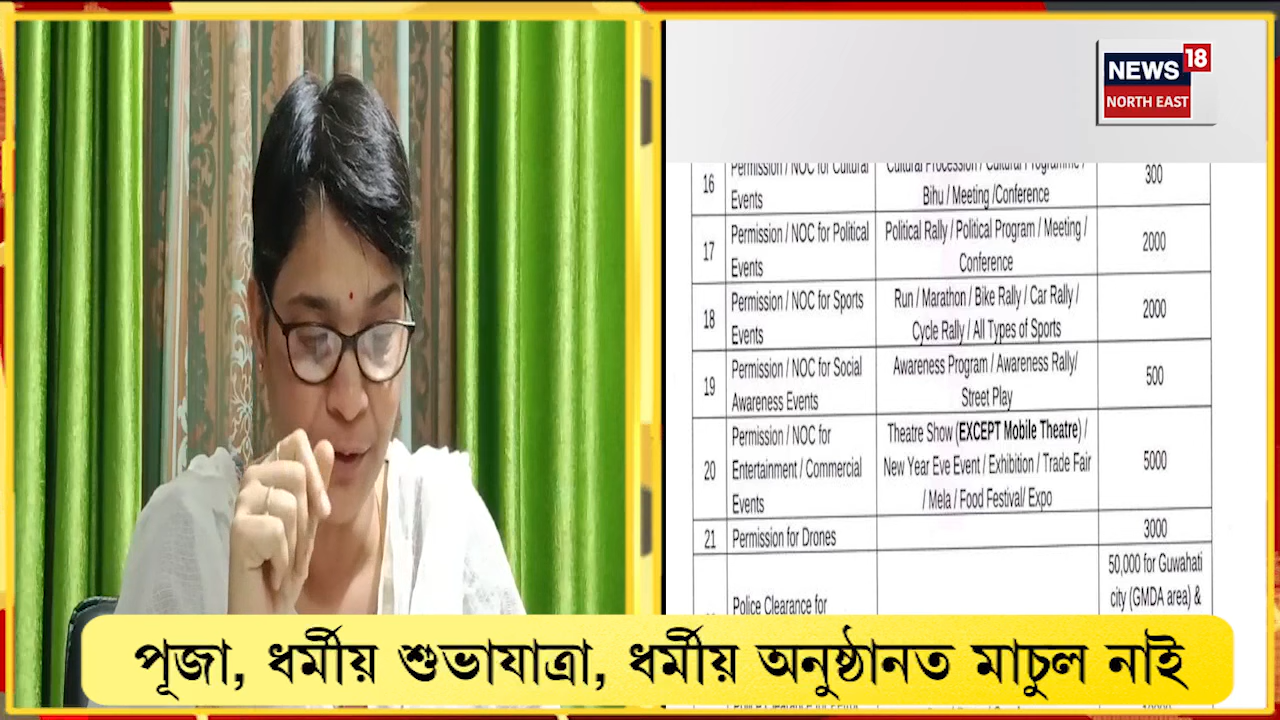 NEWS 18
NORTH EAST
16 Permission / NOC for Cultural Events Cultural Procession / Cultural Programme / Bihu / Meeting /Conference 300
17 Permission / NOC for Political Events Political Rally / Political Program / Meeting / Conference 2000
18 Permission / NOC for Sports Events Run / Marathon / Bike Rally / Car Rally / Cycle Rally / All Types of Sports 2000
19 Permission / NOC for Social Awareness Events Awareness Program / Awareness Rally/ Street Play 500
20 Permission / NOC for Entertainment / Commercial Events Theatre Show (EXCEPT Mobile Theatre) / New Year Eve Event / Exhibition / Trade Fair / Mela / Food Festival/ Expo 5000
21 Permission for Drones 3000
Police Clearance for 50,000 for Guwahati city (GMDA area) &
পূজা, ধৰ্মীয় শুভাযাত্ৰা, ধৰ্মীয় অনুষ্ঠানত মাচুল নাই